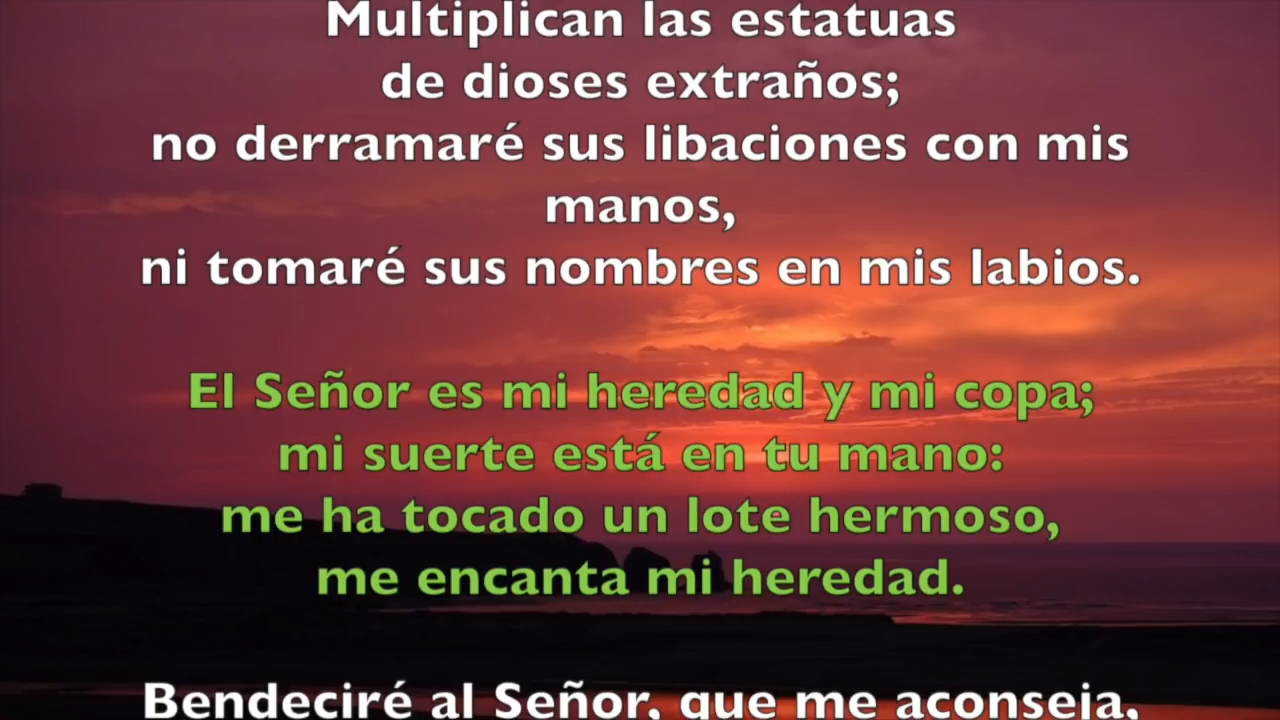 Multiplican las estatuas
de dioses extraños;
no derramaré sus libaciones con mis
manos,
ni tomaré sus nombres en mis labios.
El Señor es mi heredad y mi copa;
mi suerte está en tu mano:
me ha tocado un lote hermoso,
me encanta mi heredad.
Bendeciré al Señor, que me aconseja,